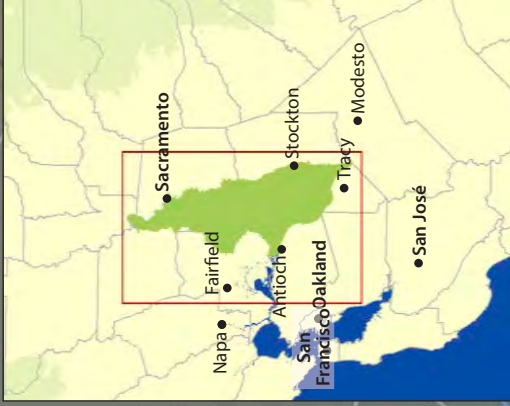 Sacramento
Fairfield
Napa
Stockton
Antioch
Tracy
Modesto
San
Francisco
Oakland
San José